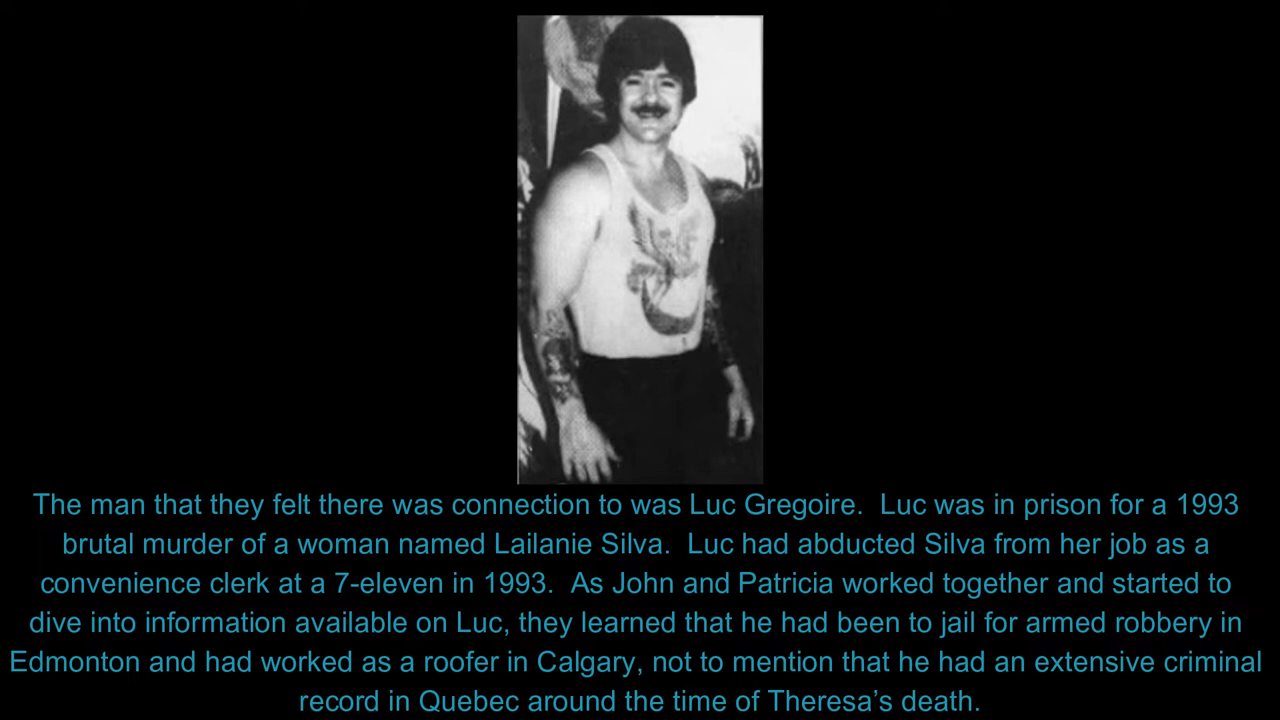 The man that they felt there was connection to was Luc Gregoire.  Luc was in prison for a 1993
brutal murder of a woman named Lailanie Silva.  Luc had abducted Silva from her job as a
convenience clerk at a 7-eleven in 1993.  As John and Patricia worked together and started to
dive into information available on Luc, they learned that he had been to jail for armed robbery in
Edmonton and had worked as a roofer in Calgary, not to mention that he had an extensive criminal
record in Quebec around the time of Theresa’s death.